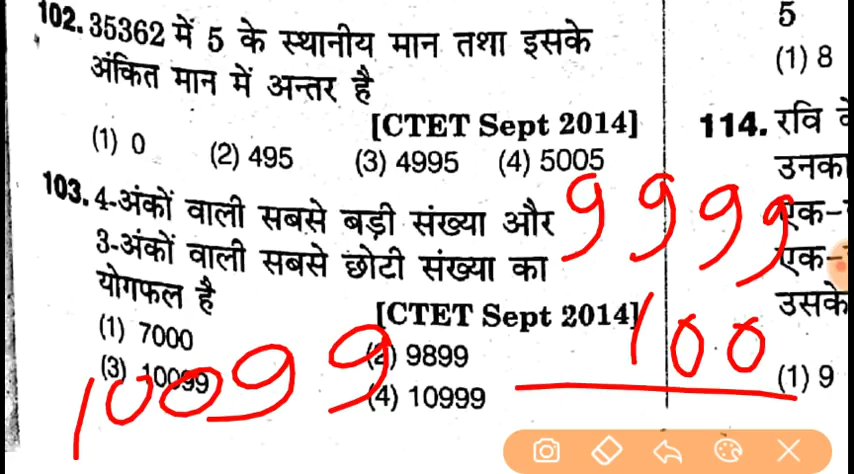 102. 35362 में 5 के स्थानीय मान तथा इसके
अंकित मान में अन्तर है
[CTET Sept 2014]
(1) 0 (2) 495 (3) 4995 (4) 5005
103. 4-अंकों वाली सबसे बड़ी संख्या और
3-अंकों वाली सबसे छोटी संख्या का
योगफल है
[CTET Sept 2014]
(1) 7000
(2) 9899
(3) 10099
(4) 10999
9999
100
10099
5
(1) 8
114. रवि
उनका
एक-
एक-
उसके
(1) 9